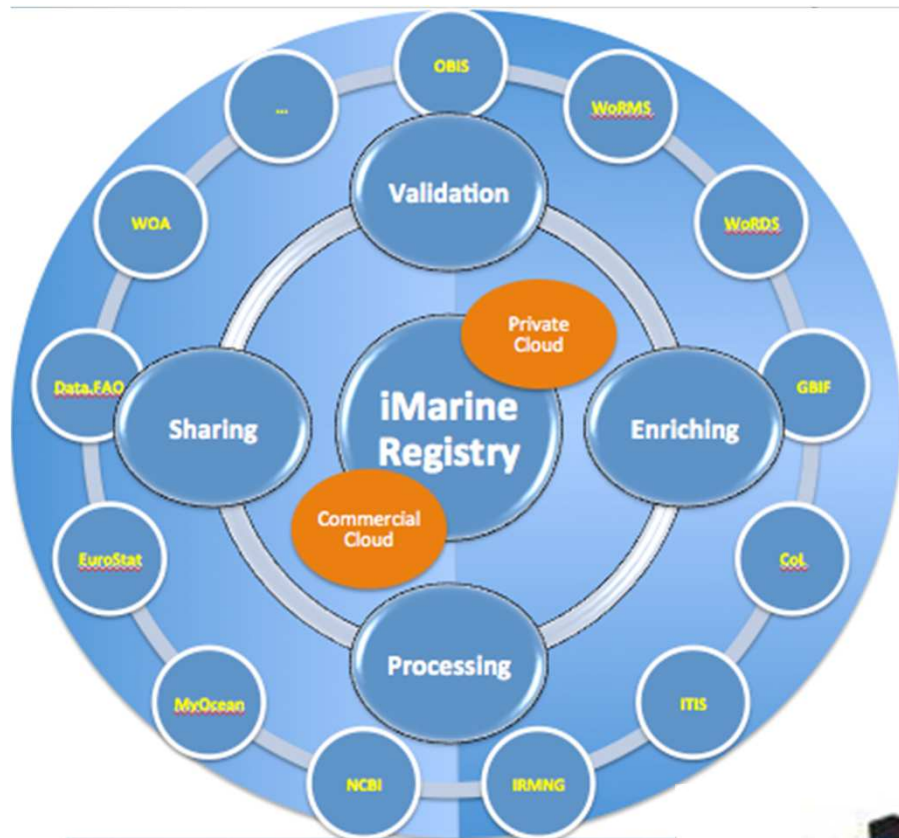 OBIS
...
WoRMS
Validation
WOA
WoRDS
Private
Cloud
Data.FAO
GBIF
Sharing
iMarine
Registry
Enriching
Commercial
Cloud
EuroStat
CoL
Processing
MyOcean
ITIS
NCBI
IRMNG